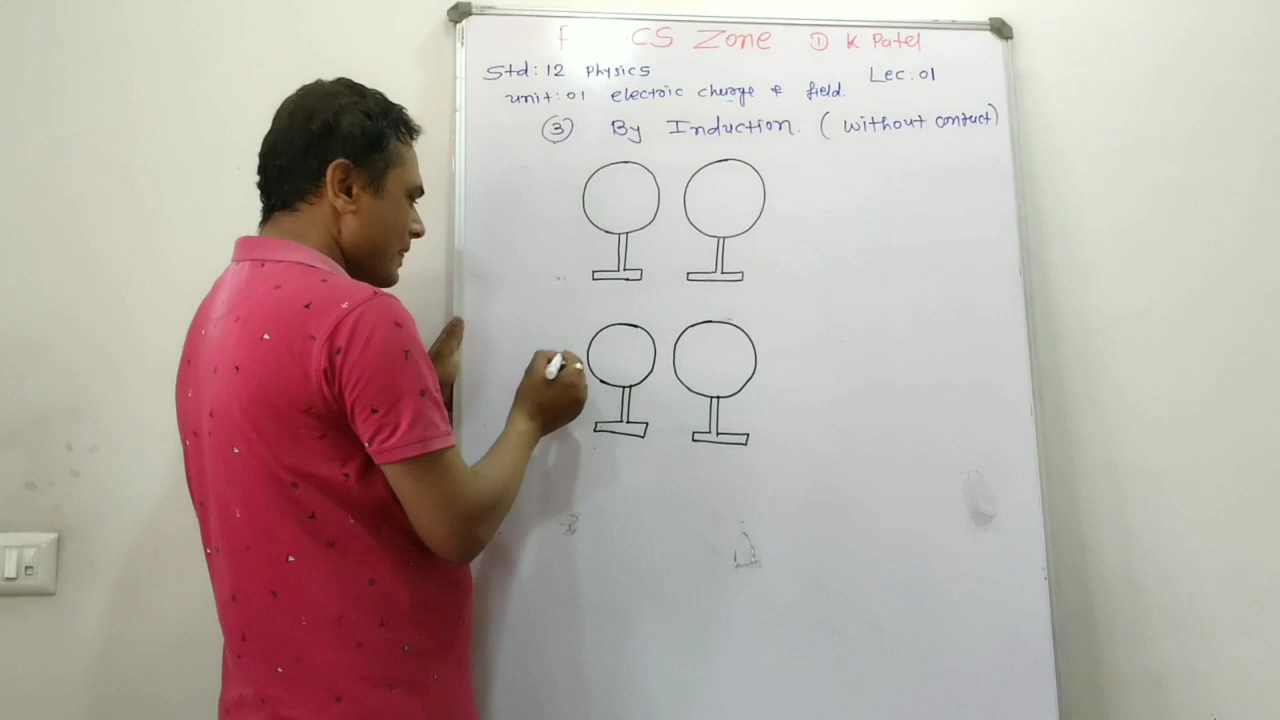 CS Zone D K Patel
Std: 12 Physics Lec: 01
unit: 01 electric charge & field.
③ By Induction. (without contact)